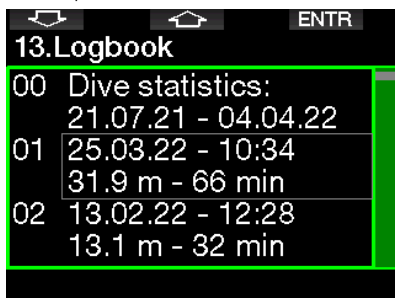 ENTR
13.Logbook
00 Dive statistics:
21.07.21 - 04.04.22
01 25.03.22 - 10:34
31.9 m - 66 min
02 13.02.22 - 12:28
13.1 m - 32 min